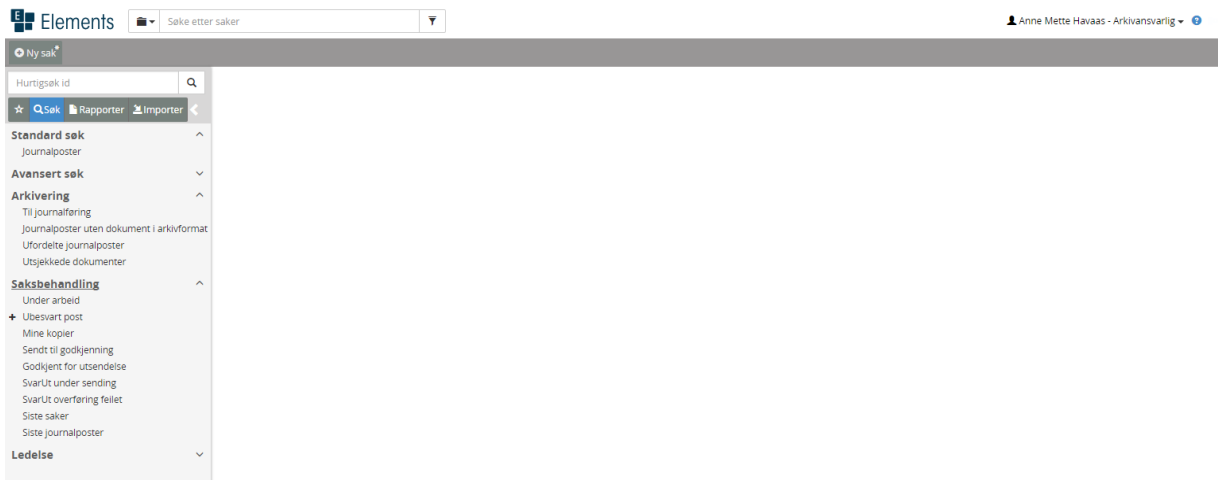 E Elements
Søke etter saker
Anne Mette Havaas - Arkivansvarlig
?
Ny sak*
Hurtigsøk id
Søk Rapporter Importer
Standard søk
Journalposter
Avansert søk
Arkivering
Til journalføring
Journalposter uten dokument i arkivformat
Ufordelte journalposter
Utsjekkede dokumenter
Saksbehandling
Under arbeid
+ Ubesvart post
Mine kopier
Sendt til godkjenning
Godkjent for utsendelse
SvarUt under sending
SvarUt overføring feilet
Siste saker
Siste journalposter
Ledelse